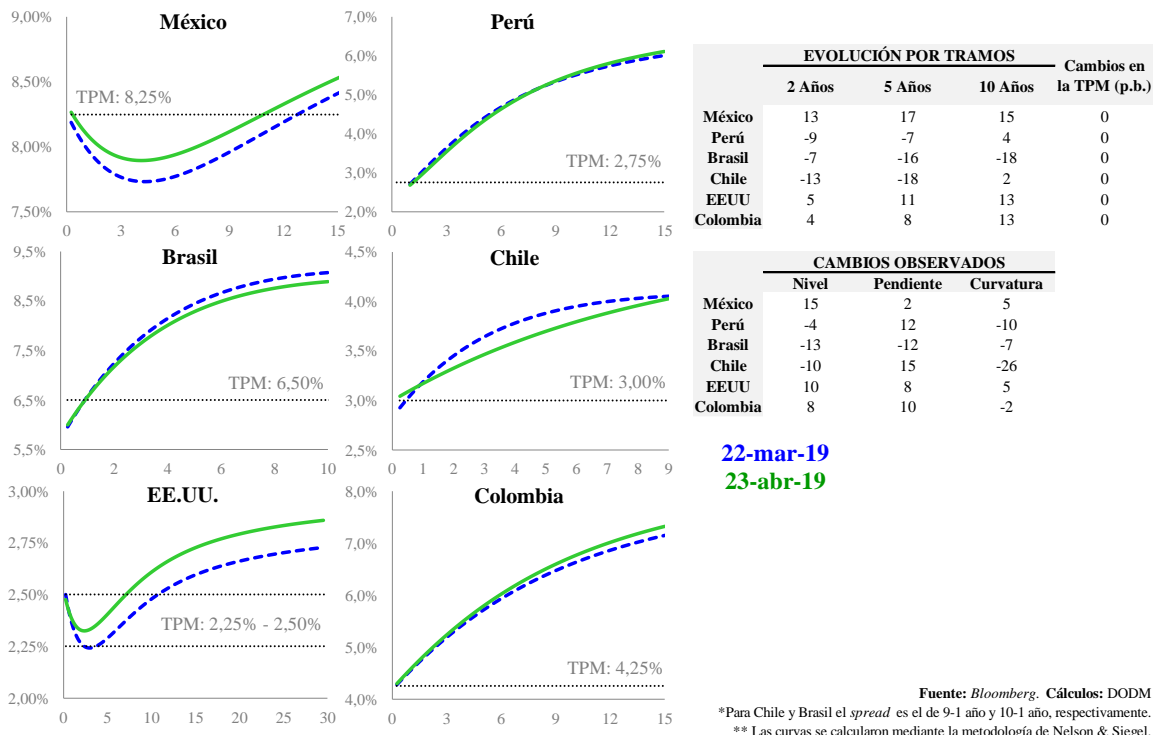 México
9,00%
8,50%
8,00%
7,50%
TPM: 8,25%
0 3 6 9 12 15
Perú
7,0%
6,0%
5,0%
4,0%
3,0%
2,0%
TPM: 2,75%
0 3 6 9 12 15
Brasil
9,5%
8,5%
7,5%
6,5%
5,5%
TPM: 6,50%
0 2 4 6 8 10
Chile
4,5%
4,0%
3,5%
3,0%
2,5%
TPM: 3,00%
0 1 2 3 4 5 6 7 8 9
EE.UU.
3,00%
2,75%
2,50%
2,25%
2,00%
TPM: 2,25% - 2,50%
0 5 10 15 20 25 30
Colombia
8,0%
7,0%
6,0%
5,0%
4,0%
TPM: 4,25%
0 3 6 9 12 15
EVOLUCIÓN POR TRAMOS
Cambios en
la TPM (p.b.)
2 Años 5 Años 10 Años
México 13 17 15 0
Perú -9 -7 4 0
Brasil -7 -16 -18 0
Chile -13 -18 2 0
EEUU 5 11 13 0
Colombia 4 8 13 0
CAMBIOS OBSERVADOS
Nivel Pendiente Curvatura
México 15 2 5
Perú -4 12 -10
Brasil -13 -12 -7
Chile -10 15 -26
EEUU 10 8 5
Colombia 8 10 -2
22-mar-19
23-abr-19
Fuente: Bloomberg. Cálculos: DODM
*Para Chile y Brasil el spread es el de 9-1 año y 10-1 año, respectivamente.
** Las curvas se calcularon mediante la metodología de Nelson & Siegel.